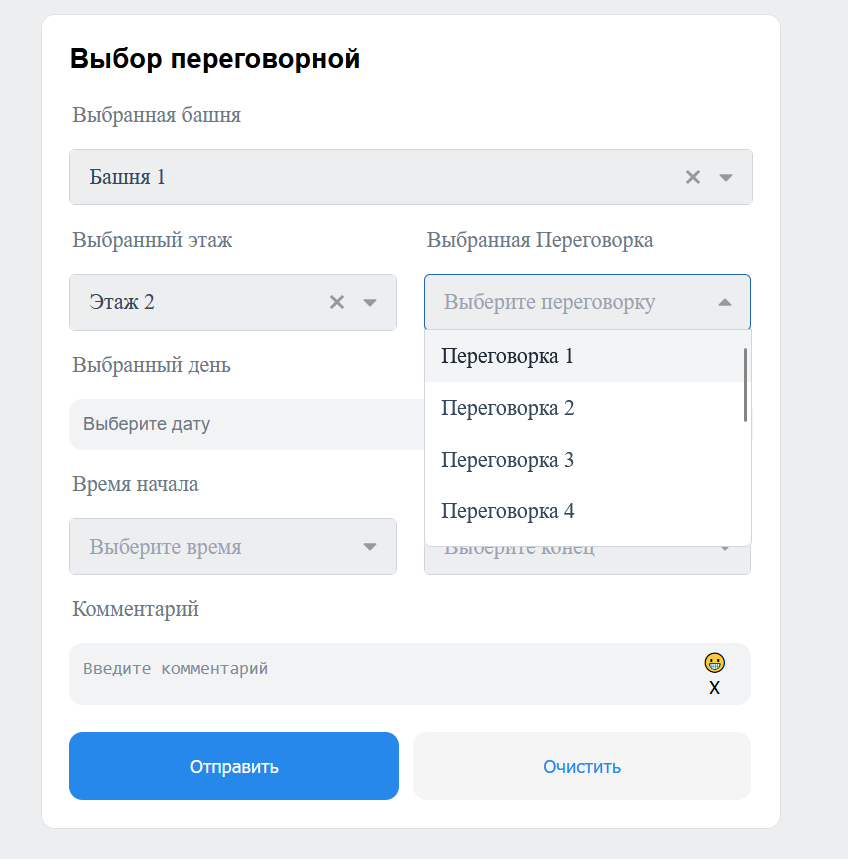 Выбор переговорной
Выбранная башня
Башня 1
Выбранный этаж
Выбранная Переговорка
Этаж 2
Выберите переговорку
Выбранный день
Переговорка 1
Переговорка 2
Выберите дату
Переговорка 3
Время начала
Переговорка 4
Выберите время
Выберите конец
Комментарий
Введите комментарий
X
Отправить
Очистить